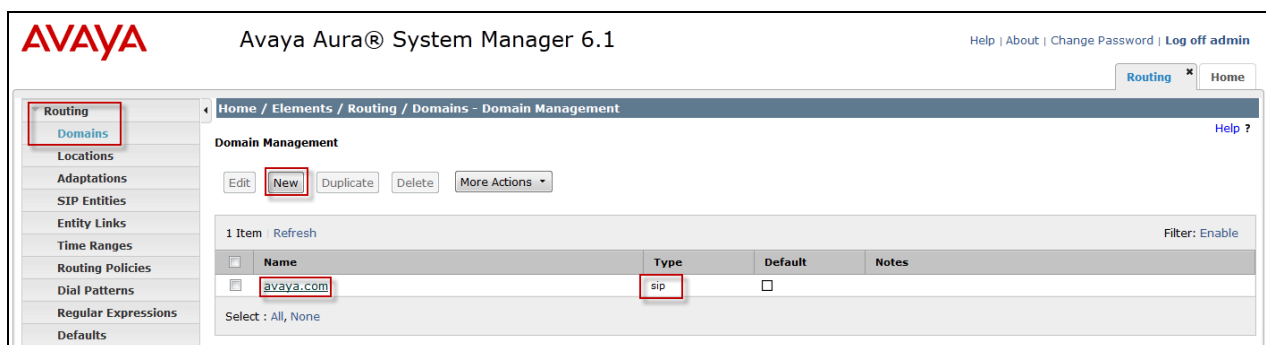 AVAYA
Avaya Aura® System Manager 6.1
Help | About | Change Password | Log off admin
Routing × Home
Routing
Domains
Locations
Adaptations
SIP Entities
Entity Links
Time Ranges
Routing Policies
Dial Patterns
Regular Expressions
Defaults
Home / Elements / Routing / Domains - Domain Management
Help ?
Domain Management
Edit New Duplicate Delete More Actions
1 Item | Refresh Filter: Enable
Name Type Default Notes
avaya.com sip
Select : All, None